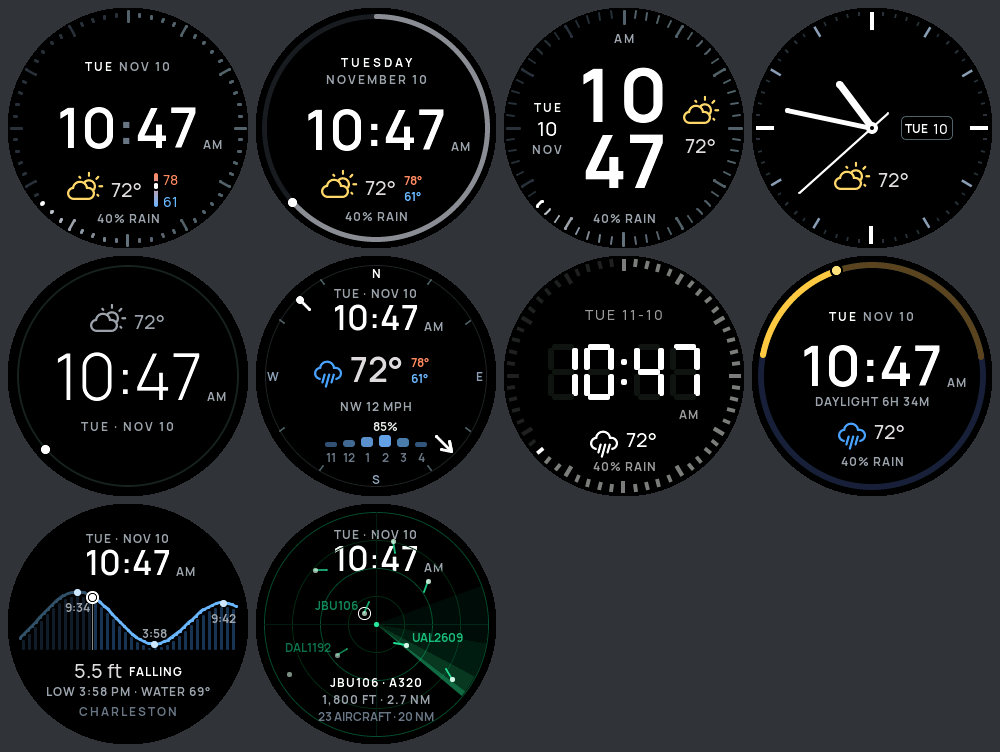 TUE NOV 10
10:47 AM
72° 78
61
40% RAIN
TUESDAY
NOVEMBER 10
10:47 AM
72° 78°
61°
40% RAIN
AM
TUE
10
NOV
10
47
72°
40% RAIN
TUE 10
72°
72°
10:47 AM
TUE · NOV 10
N
TUE · NOV 10
10:47 AM
W
E
72° 78°
61°
NW 12 MPH
85%
11 12 1 2 3 4
S
TUE 11-10
10:47
AM
72°
40% RAIN
TUE NOV 10
10:47 AM
DAYLIGHT 6H 34M
72°
40% RAIN
TUE · NOV 10
10:47 AM
9:34
3:58
9:42
5.5 ft FALLING
LOW 3:58 PM · WATER 69°
CHARLESTON
TUE · NOV 10
10:47 AM
JBU106
UAL2609
DAL1192
JBU106 · A320
1,800 FT · 2.7 NM
23 AIRCRAFT · 20 NM